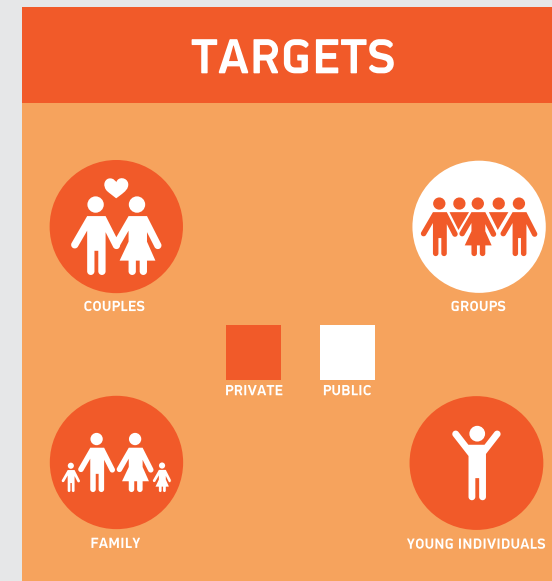 TARGETS
COUPLES
GROUPS
PRIVATE
PUBLIC
FAMILY
YOUNG INDIVIDUALS